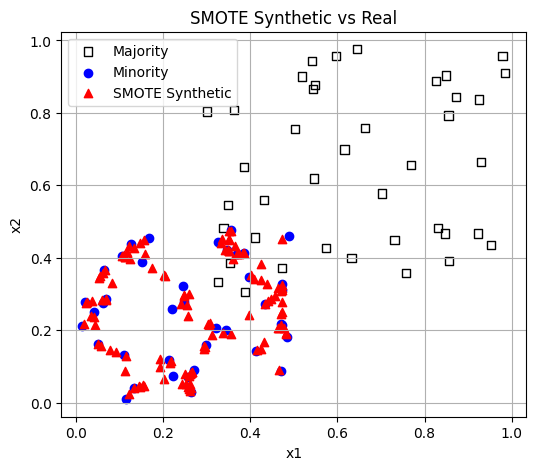 SMOTE Synthetic vs Real
Majority
Minority
SMOTE Synthetic
x2
1.0
0.8
0.6
0.4
0.2
0.0
0.0 0.2 0.4 0.6 0.8 1.0
x1